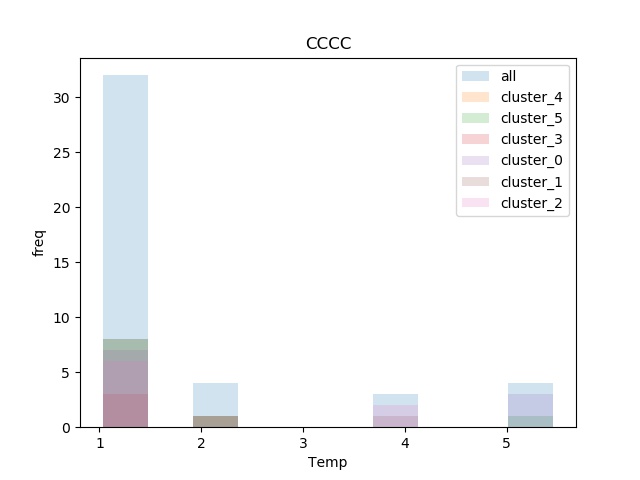 CCCC
all
cluster_4
cluster_5
cluster_3
cluster_0
cluster_1
cluster_2
freq
30
25
20
15
10
5
0
1 2 3 4 5
Temp